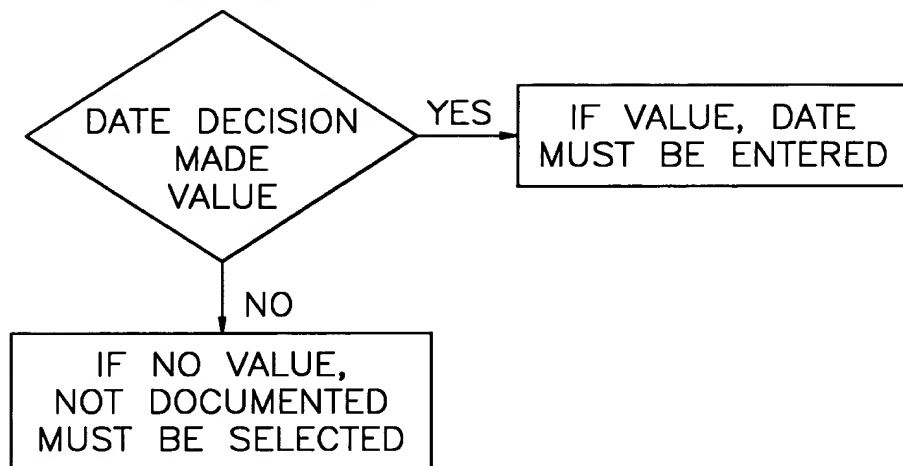 DATE DECISION
MADE
VALUE
YES
IF VALUE, DATE
MUST BE ENTERED
NO
IF NO VALUE,
NOT DOCUMENTED
MUST BE SELECTED